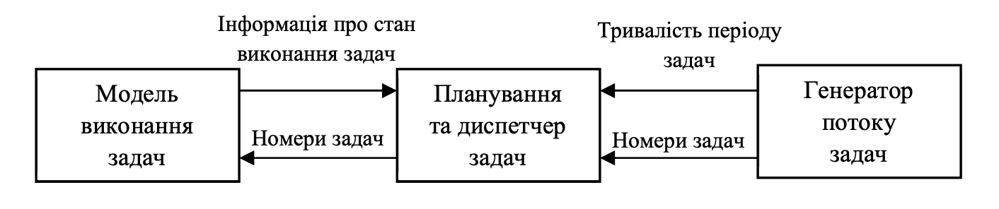 Інформація про стан
виконання задач
Тривалість періоду
задач
Модель
виконання
задач
Номери задач
Планування
та диспетчер
задач
Номери задач
Генератор
потоку
задач